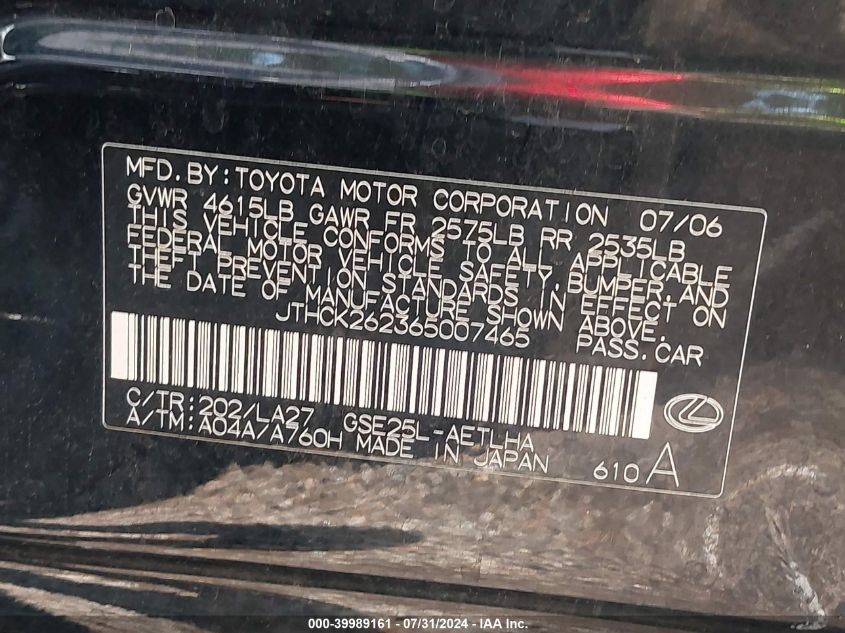 MFD.BY:TOYOTA MOTOR CORPORATION 07/06
GVWR 4615LB GAWR FR 2575LB RR 2535LB
THIS VEHICLE CONFORMS TO ALL APPLICABLE
FEDERAL MOTOR VEHICLE SAFETY,BUMPER,AND
THEFT PREVENTION STANDARDS IN EFFECT ON
THE DATE OF MANUFACTURE SHOWN ABOVE.
JTHCK262365007465 PASS.CAR
C/TR:202/LA27 GSE25L-AETLHA
A/TM:A04A/A760H MADE IN JAPAN 610 A
000-39989161 - 07/31/2024 - © IAA Inc.